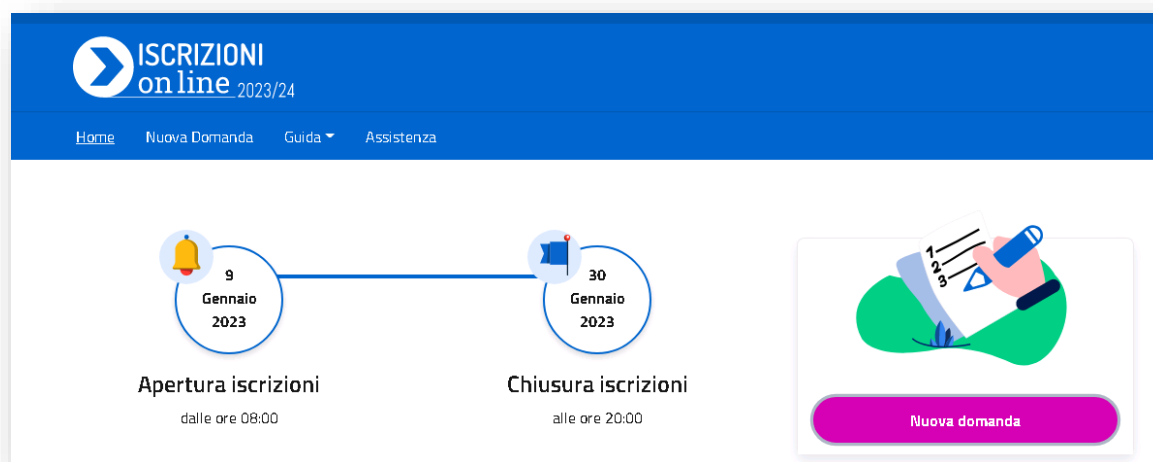 ISCRIZIONI
on line 2023/24
Home Nuova Domanda Guida Assistenza
9
Gennaio
2023
Apertura iscrizioni
dalle ore 08:00
30
Gennaio
2023
Chiusura iscrizioni
alle ore 20:00
1
2
3
Nuova domanda